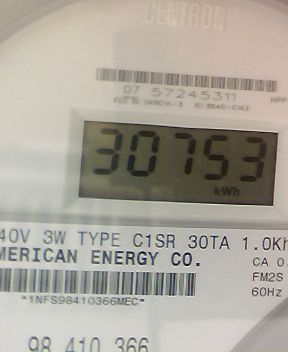 CENTRON®
07 57245311
30753
kWh
40V 3W TYPE C1SR 30TA 1.0Kh
MERICAN ENERGY CO.
CA 0.
FM2S
*1NFS98410366MEC*
60Hz
98 410 366